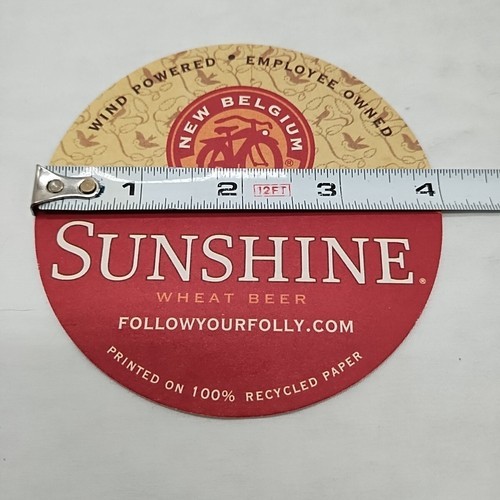 WIND POWERED • EMPLOYEE OWNED
NEW BELGIUM
®
1 2 12FT 3 4
SUNSHINE®
WHEAT BEER
FOLLOWYOURFOLLY.COM
PRINTED ON 100% RECYCLED PAPER